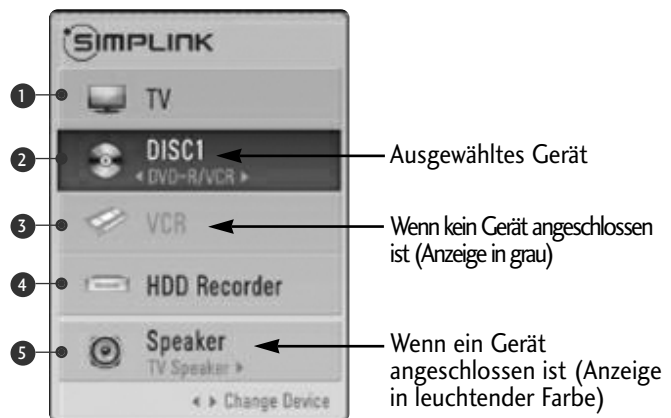 SIMPLINK
1 TV
2 DISC1
◂ DVD-R/VCR ▸
Ausgewähltes Gerät
3 VCR
Wenn kein Gerät angeschlossen
ist (Anzeige in grau)
4 HDD Recorder
5 Speaker
TV Speaker ▸
Wenn ein Gerät
angeschlossen ist (Anzeige
in leuchtender Farbe)
◂ ▸ Change Device